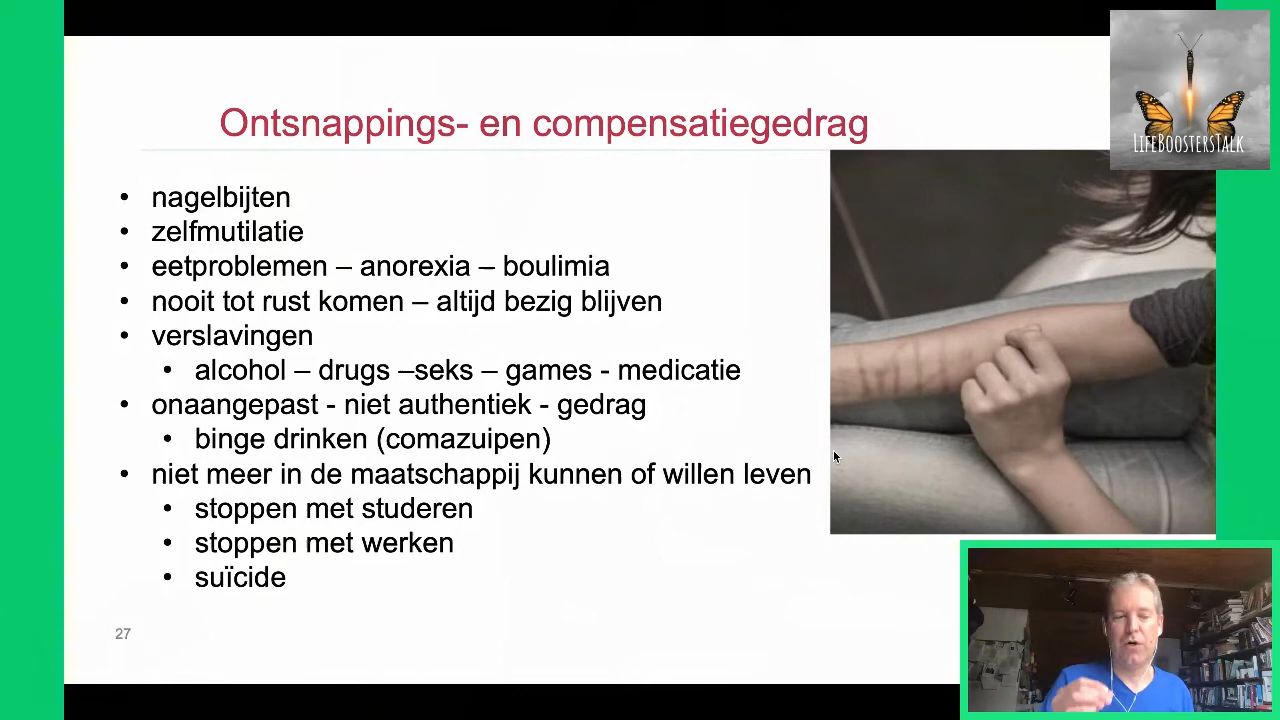 Ontsnappings- en compensatiegedrag
LifeBoostersTalk
• nagelbijten
• zelfmutilatie
• eetproblemen – anorexia – boulimia
• nooit tot rust komen – altijd bezig blijven
• verslavingen
• alcohol – drugs –seks – games - medicatie
• onaangepast - niet authentiek - gedrag
• binge drinken (comazuipen)
• niet meer in de maatschappij kunnen of willen leven
• stoppen met studeren
• stoppen met werken
• suïcide
27